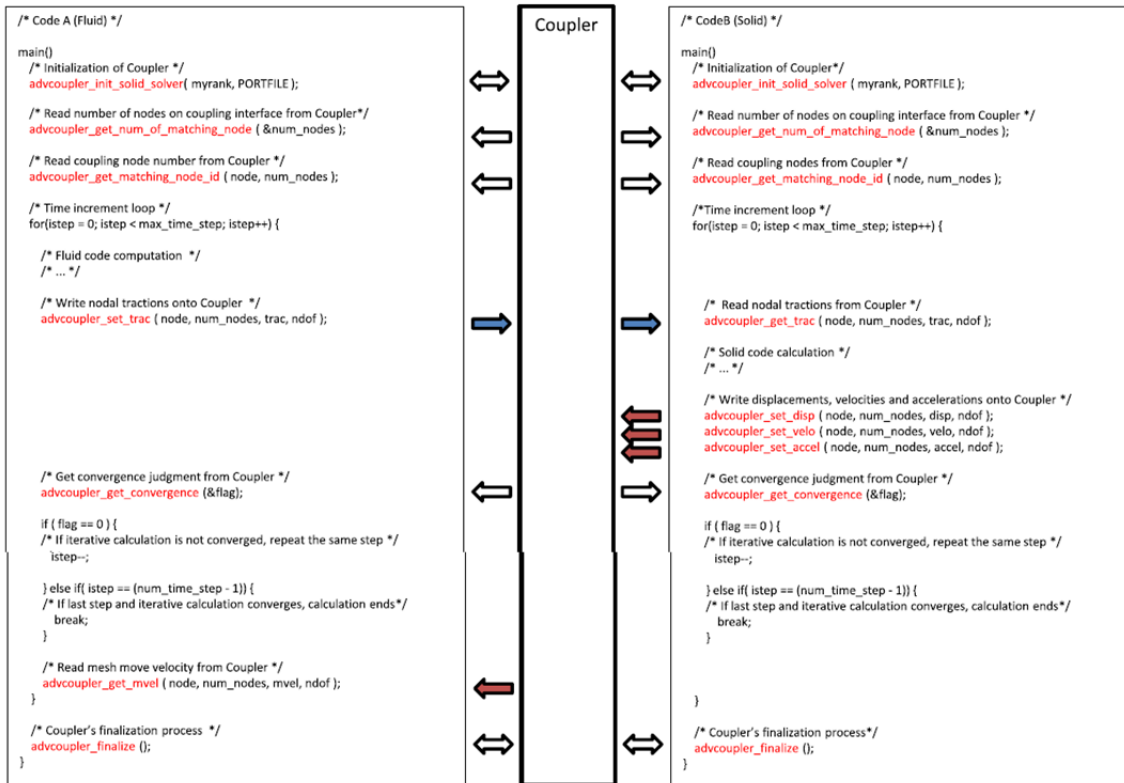 /* Code A (Fluid) */
main()
/* Initialization of Coupler */
advcoupler_init_solid_solver( myrank, PORTFILE );
/* Read number of nodes on coupling interface from Coupler*/
advcoupler_get_num_of_matching_node ( &num_nodes );
/* Read coupling node number from Coupler */
advcoupler_get_matching_node_id ( node, num_nodes );
/* Time increment loop */
for(istep = 0; istep < max_time_step; istep++) {
/* Fluid code computation */
/* ... */
/* Write nodal tractions onto Coupler */
advcoupler_set_trac ( node, num_nodes, trac, ndof );
/* Get convergence judgment from Coupler */
advcoupler_get_convergence (&flag);
if ( flag == 0 ) {
/* If iterative calculation is not converged, repeat the same step */
istep--;
} else if( istep == (num_time_step - 1)) {
/* If last step and iterative calculation converges, calculation ends*/
break;
}
/* Read mesh move velocity from Coupler */
advcoupler_get_mvel ( node, num_nodes, mvel, ndof );
}
/* Coupler's finalization process */
advcoupler_finalize ();
}
Coupler
/* CodeB (Solid) */
main()
/* Initialization of Coupler*/
advcoupler_init_solid_solver ( myrank, PORTFILE );
/* Read number of nodes on coupling interface from Coupler */
advcoupler_get_num_of_matching_node ( &num_nodes );
/* Read coupling nodes from Coupler */
advcoupler_get_matching_node_id ( node, num_nodes );
/*Time increment loop */
for(istep = 0; istep < max_time_step; istep++) {
/* Read nodal tractions from Coupler */
advcoupler_get_trac ( node, num_nodes, trac, ndof );
/* Solid code calculation */
/* ... */
/* Write displacements, velocities and accelerations onto Coupler */
advcoupler_set_disp ( node, num_nodes, disp, ndof );
advcoupler_set_velo ( node, num_nodes, velo, ndof );
advcoupler_set_accel ( node, num_nodes, accel, ndof );
/* Get convergence judgment from Coupler */
advcoupler_get_convergence (&flag);
if ( flag == 0 ) {
/* If iterative calculation is not converged, repeat the same step */
istep--;
} else if( istep == (num_time_step - 1)) {
/* If last step and iterative calculation converges, calculation ends*/
break;
}
}
/* Coupler's finalization process*/
advcoupler_finalize ();
}